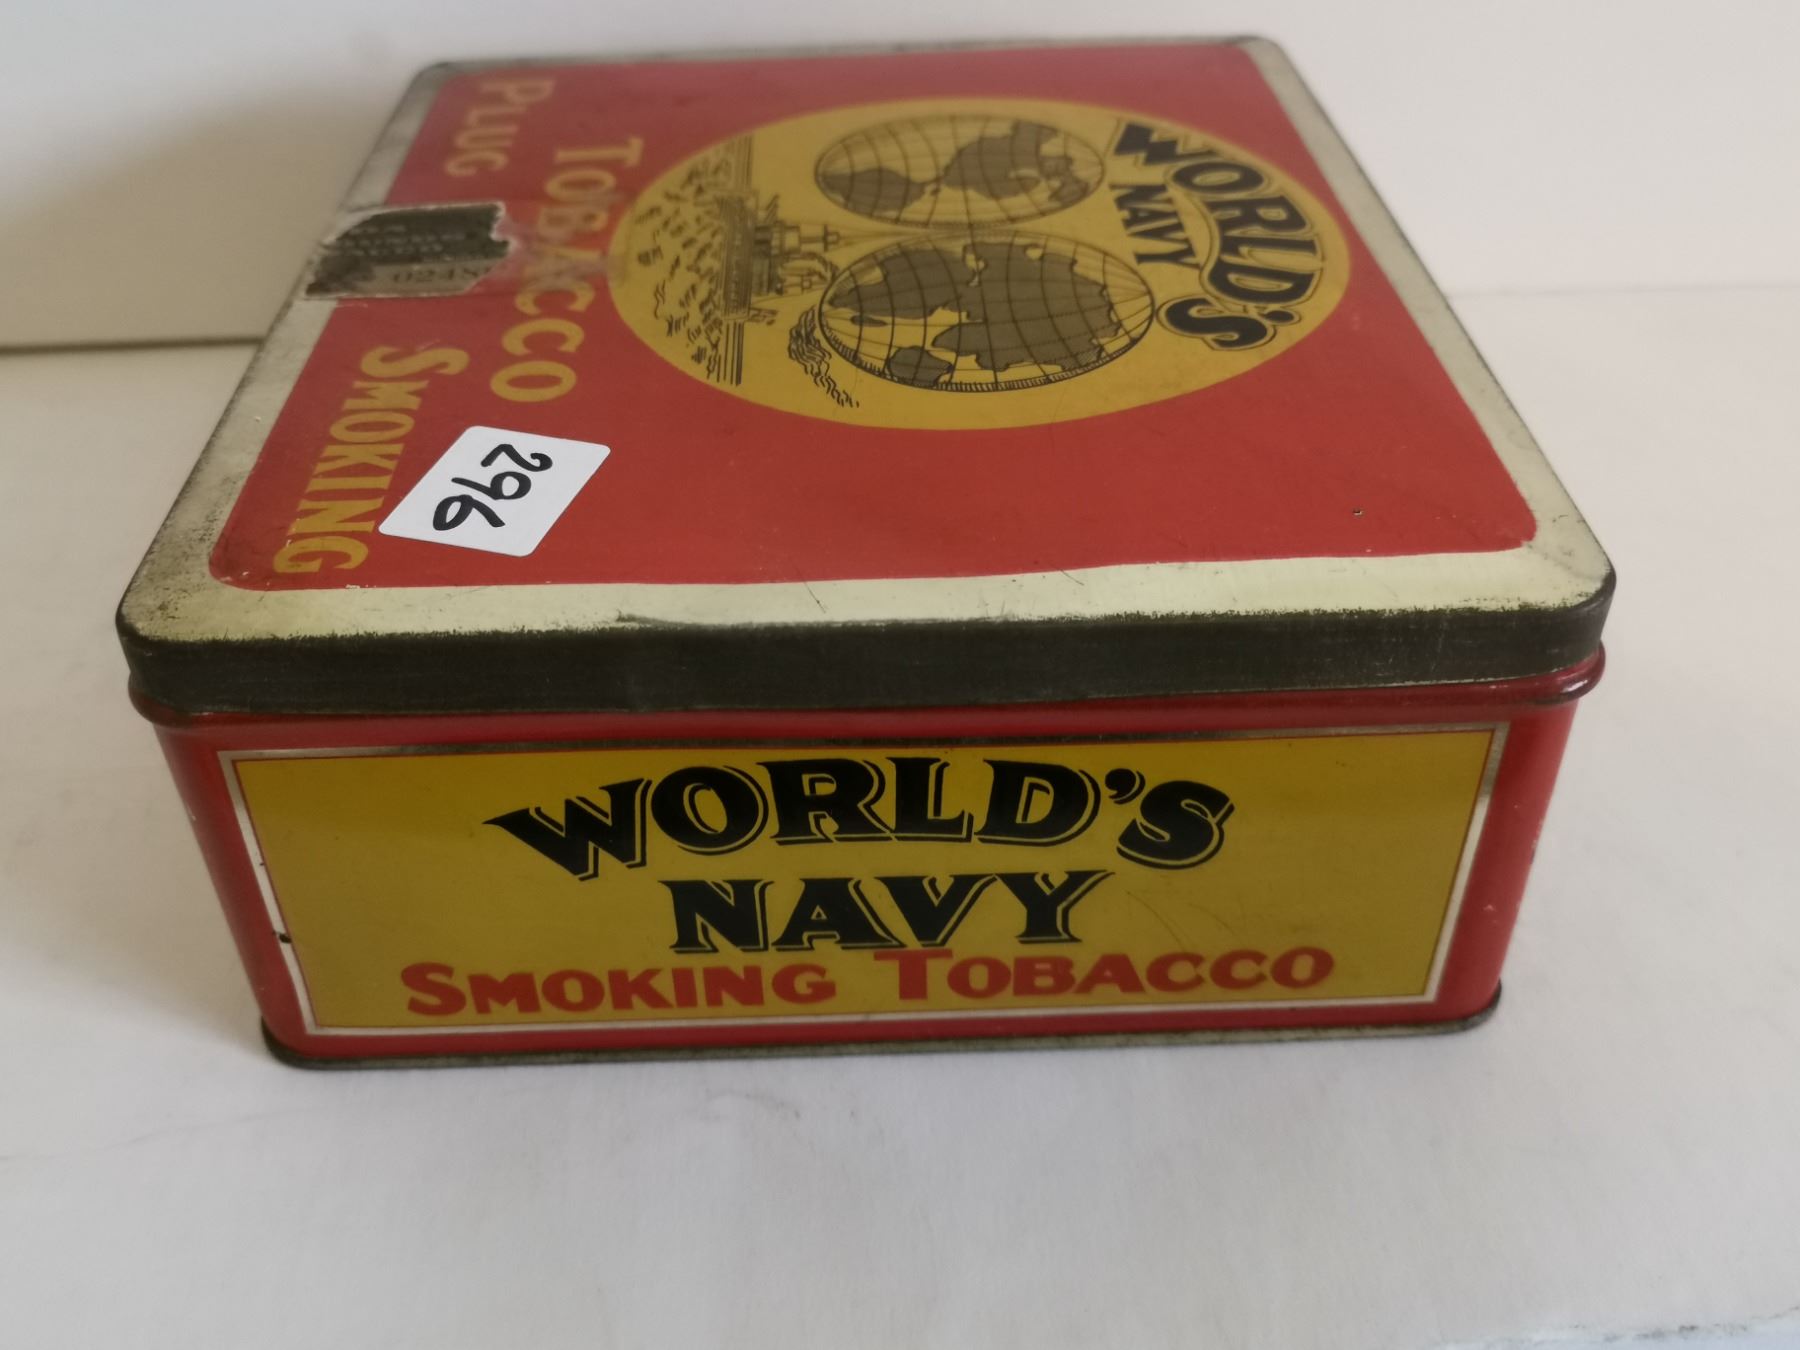 WORLD'S
NAVY
PLUG SMOKING
TOBACCO
296
WORLD'S
NAVY
SMOKING TOBACCO